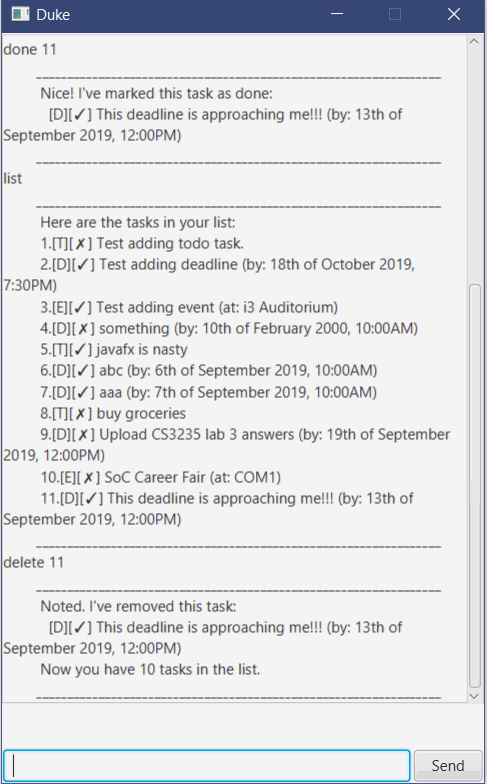 Duke
done 11
________________________________________________________
Nice! I've marked this task as done:
[D][✓] This deadline is approaching me!!! (by: 13th of
September 2019, 12:00PM)
________________________________________________________
list
________________________________________________________
Here are the tasks in your list:
1.[T][✗] Test adding todo task.
2.[D][✓] Test adding deadline (by: 18th of October 2019,
7:30PM)
3.[E][✓] Test adding event (at: i3 Auditorium)
4.[D][✗] something (by: 10th of February 2000, 10:00AM)
5.[T][✓] javafx is nasty
6.[D][✓] abc (by: 6th of September 2019, 10:00AM)
7.[D][✓] aaa (by: 7th of September 2019, 10:00AM)
8.[T][✗] buy groceries
9.[D][✗] Upload CS3235 lab 3 answers (by: 19th of September
2019, 12:00PM)
10.[E][✗] SoC Career Fair (at: COM1)
11.[D][✓] This deadline is approaching me!!! (by: 13th of
September 2019, 12:00PM)
________________________________________________________
delete 11
________________________________________________________
Noted. I've removed this task:
[D][✓] This deadline is approaching me!!! (by: 13th of
September 2019, 12:00PM)
Now you have 10 tasks in the list.
________________________________________________________
Send